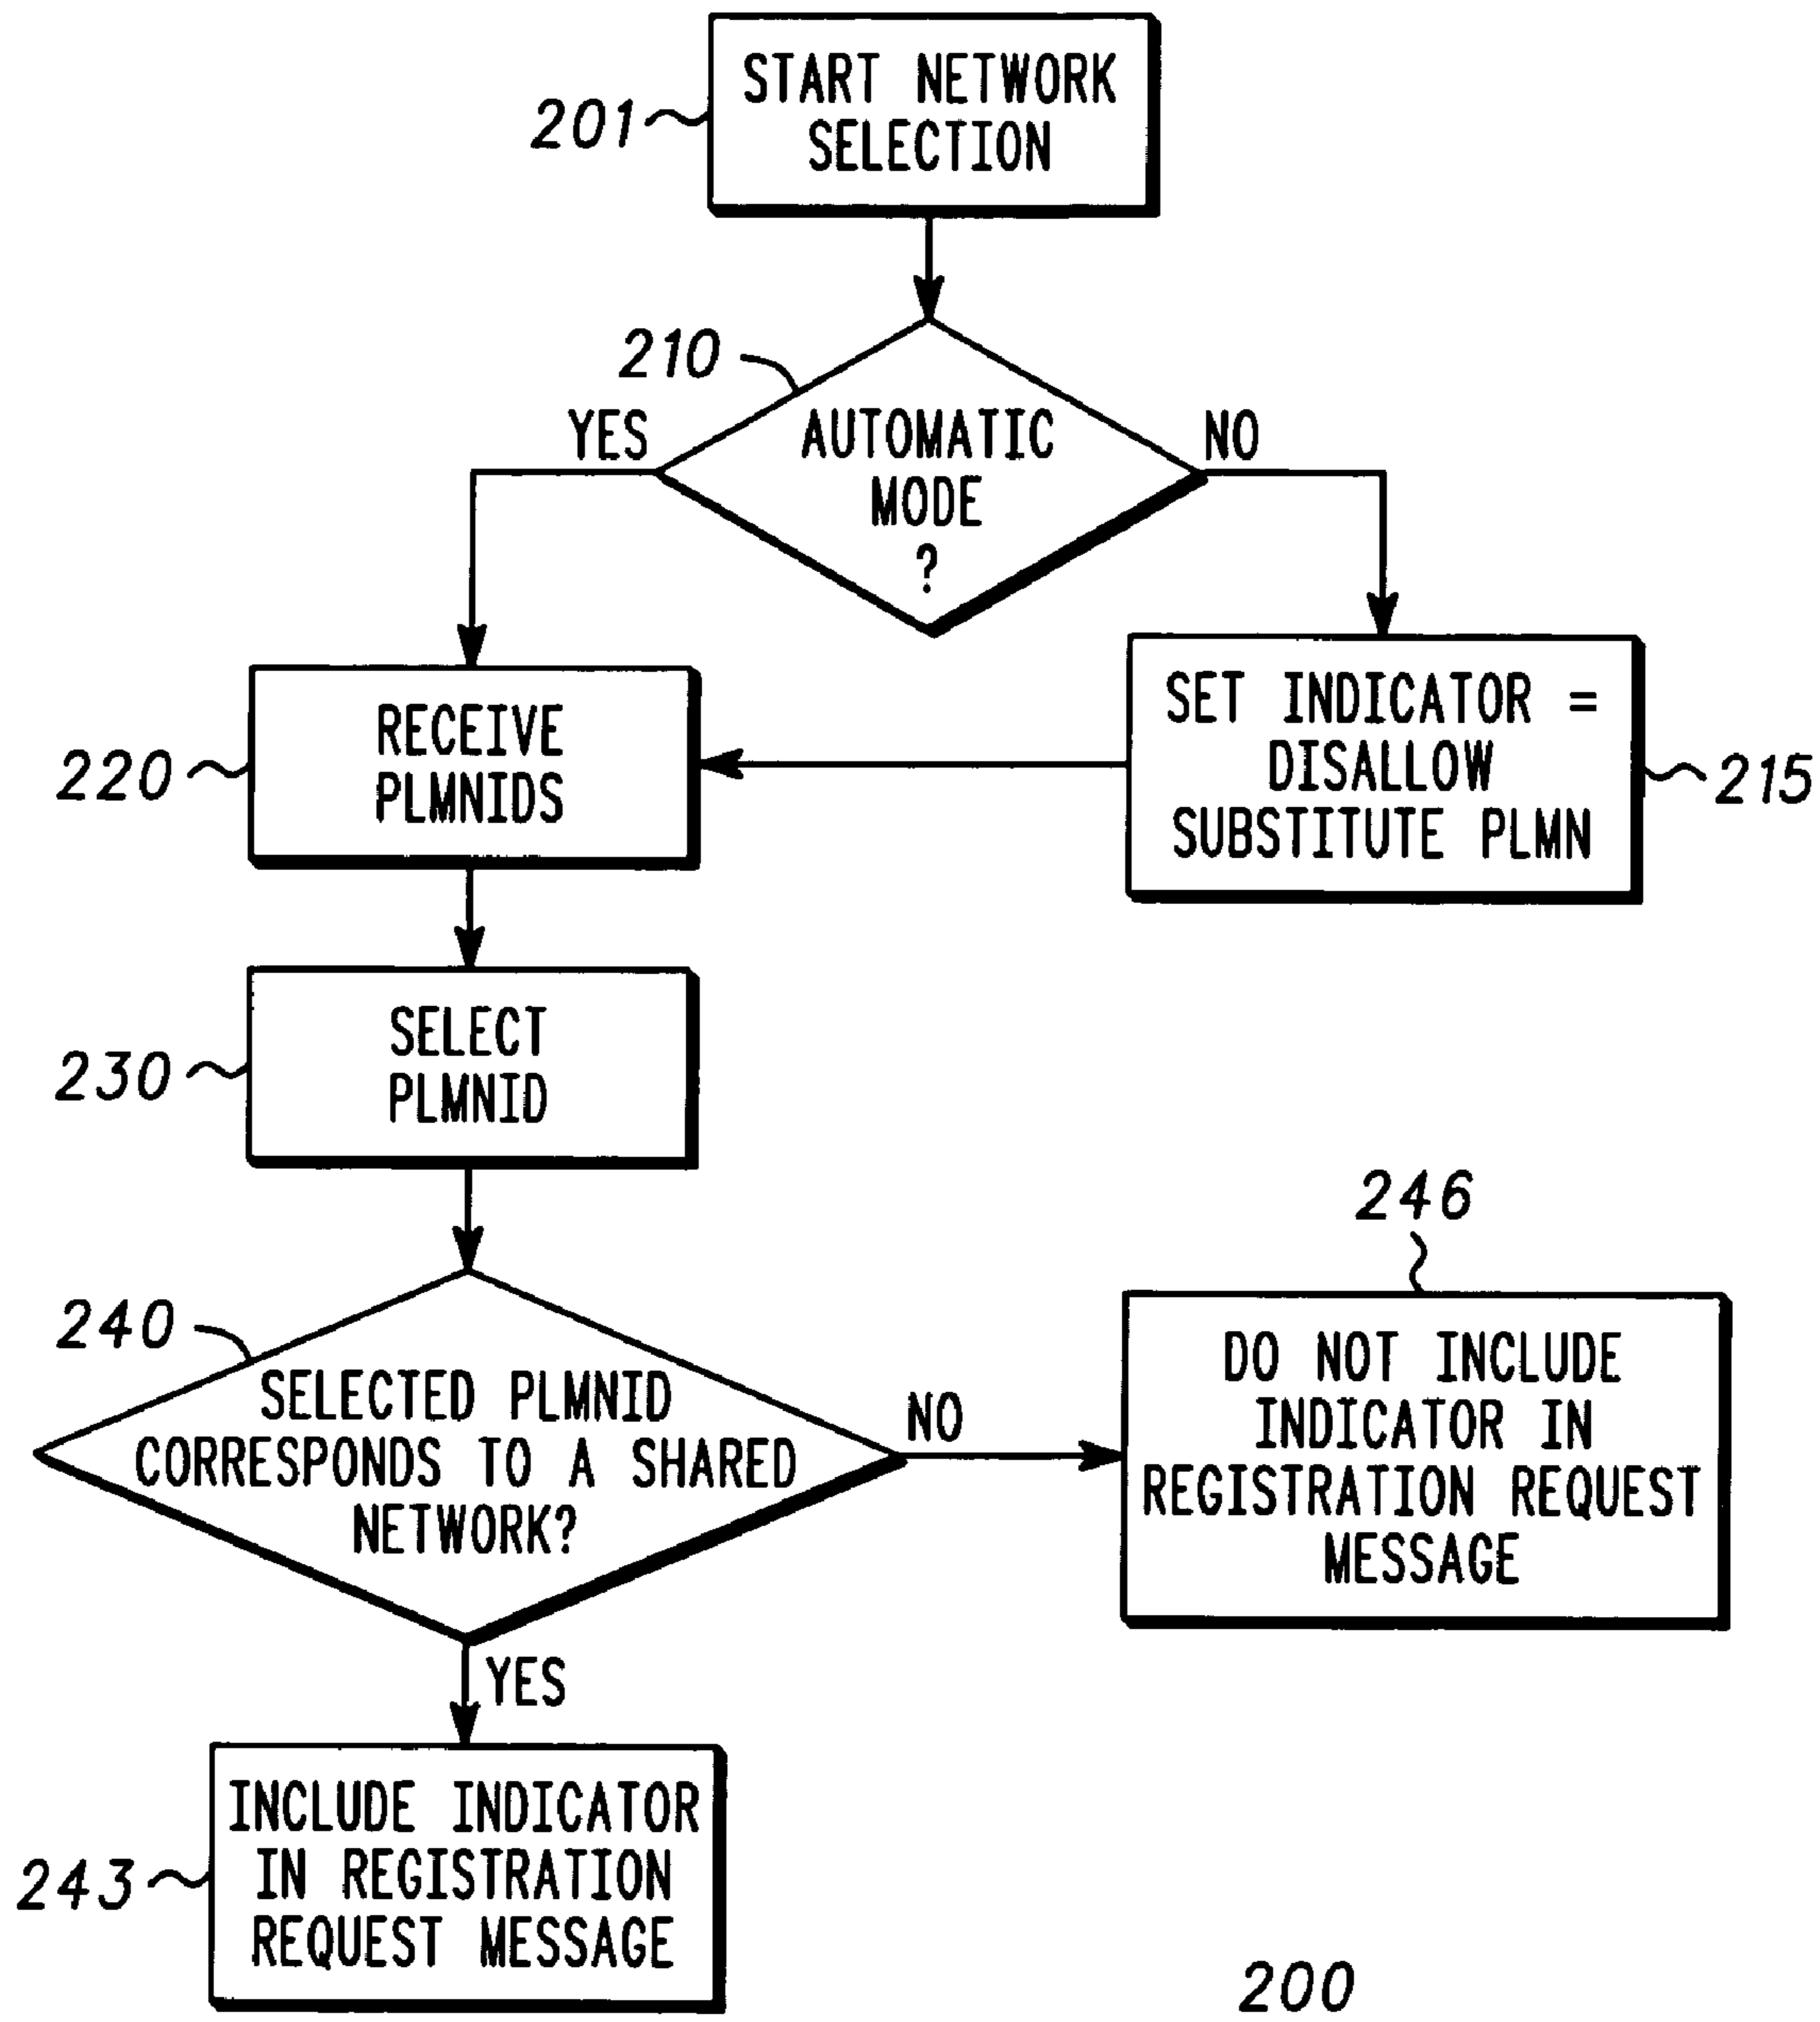 START NETWORK
SELECTION
201
210
AUTOMATIC
MODE
?
YES
NO
RECEIVE
PLMNIDS
220
SET INDICATOR =
DISALLOW
SUBSTITUTE PLMN
215
SELECT
PLMNID
230
240
SELECTED PLMNID
CORRESPONDS TO A SHARED
NETWORK?
NO
YES
246
DO NOT INCLUDE
INDICATOR IN
REGISTRATION REQUEST
MESSAGE
INCLUDE INDICATOR
IN REGISTRATION
REQUEST MESSAGE
243
200